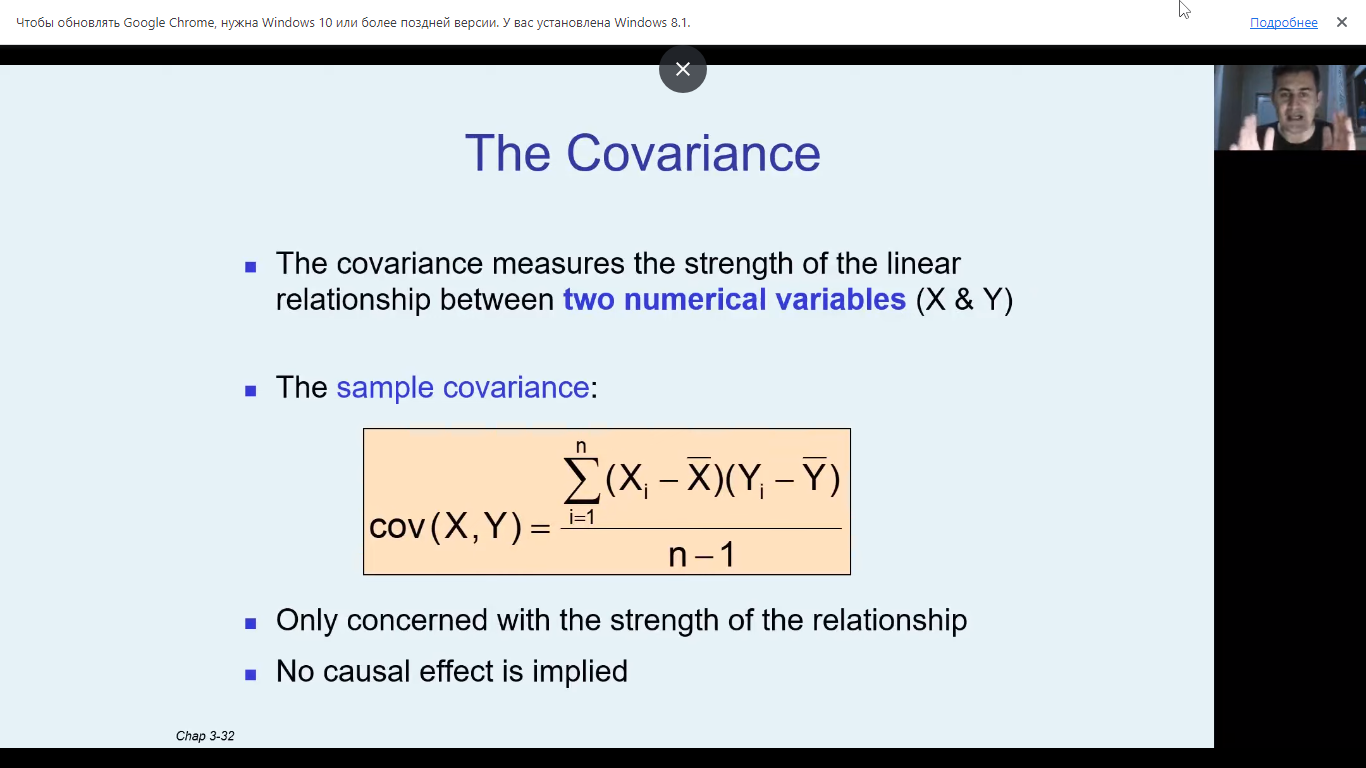 Чтобы обновлять Google Chrome, нужна Windows 10 или более поздней версии. У вас установлена Windows 8.1.
Подробнее
The Covariance
The covariance measures the strength of the linear
relationship between two numerical variables (X & Y)
The sample covariance:
cov(X,Y) = \frac{\sum_{i=1}^{n}(X_i − \overline{X})(Y_i − \overline{Y})}{n − 1}
Only concerned with the strength of the relationship
No causal effect is implied
Chap 3-32